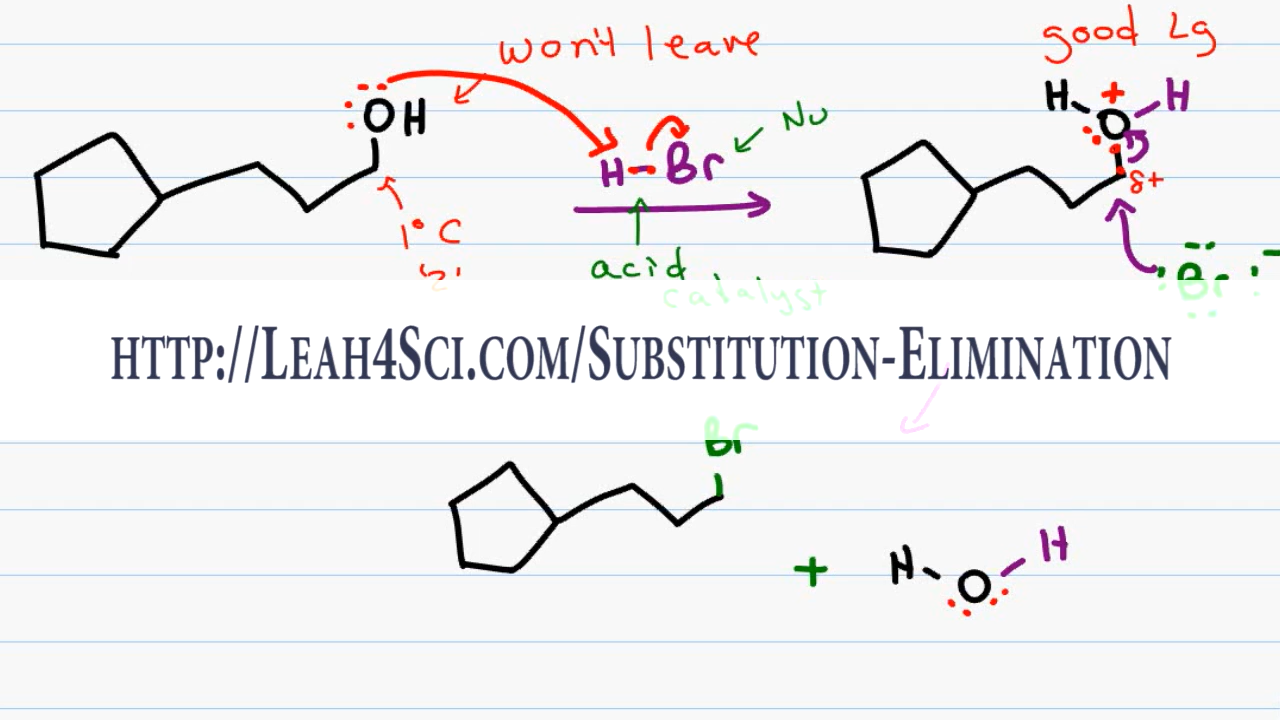 won't leave
good Lg
OH
H
O
+
H
H-Br
Nu
δ+
1° C
acid
:Br: -
catalyst
HTTP://LEAH4SCI.COM/SUBSTITUTION-ELIMINATION
Br
+
H
O
H